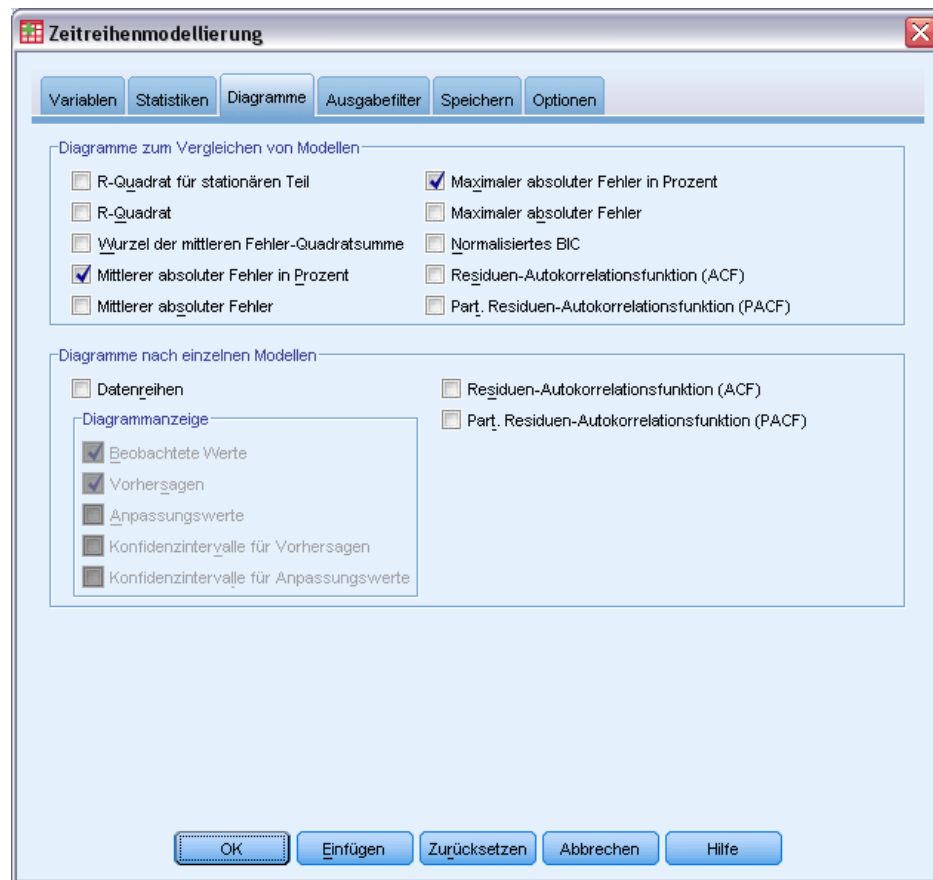 Zeitreihenmodellierung
Variablen Statistiken Diagramme Ausgabefilter Speichern Optionen
Diagramme zum Vergleichen von Modellen
R-Quadrat für stationären Teil
R-Quadrat
Wurzel der mittleren Fehler-Quadratsumme
Mittlerer absoluter Fehler in Prozent
Mittlerer absoluter Fehler
Maximaler absoluter Fehler in Prozent
Maximaler absoluter Fehler
Normalisiertes BIC
Residuen-Autokorrelationsfunktion (ACF)
Part. Residuen-Autokorrelationsfunktion (PACF)
Diagramme nach einzelnen Modellen
Datenreihen
Diagrammanzeige
Beobachtete Werte
Vorhersagen
Anpassungswerte
Konfidenzintervalle für Vorhersagen
Konfidenzintervalle für Anpassungswerte
Residuen-Autokorrelationsfunktion (ACF)
Part. Residuen-Autokorrelationsfunktion (PACF)
OK Einfügen Zurücksetzen Abbrechen Hilfe